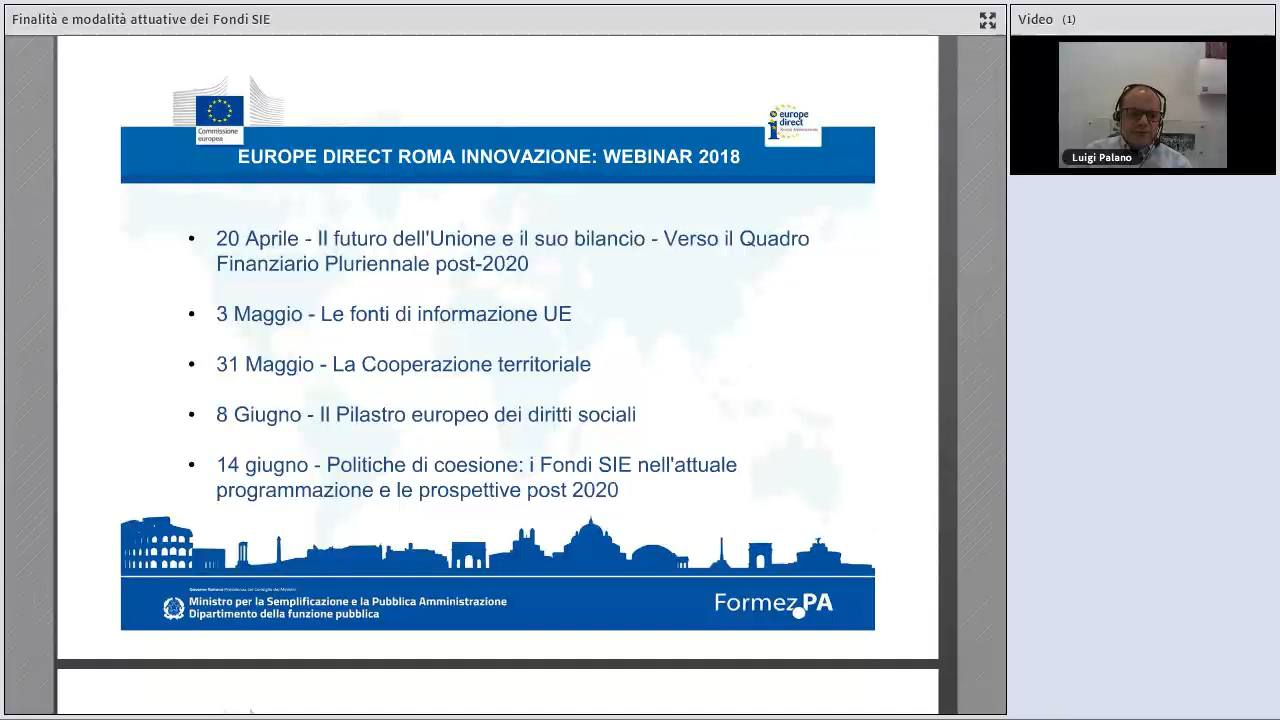 Finalità e modalità attuative dei Fondi SIE
Video (1)
Luigi Palano
Commissione
europea
europe
direct
EUROPE DIRECT ROMA INNOVAZIONE: WEBINAR 2018
• 20 Aprile - Il futuro dell'Unione e il suo bilancio - Verso il Quadro
Finanziario Pluriennale post-2020
• 3 Maggio - Le fonti di informazione UE
• 31 Maggio - La Cooperazione territoriale
• 8 Giugno - Il Pilastro europeo dei diritti sociali
• 14 giugno - Politiche di coesione: i Fondi SIE nell'attuale
programmazione e le prospettive post 2020
Ministro per la Semplificazione e la Pubblica Amministrazione
Dipartimento della funzione pubblica
Formez PA